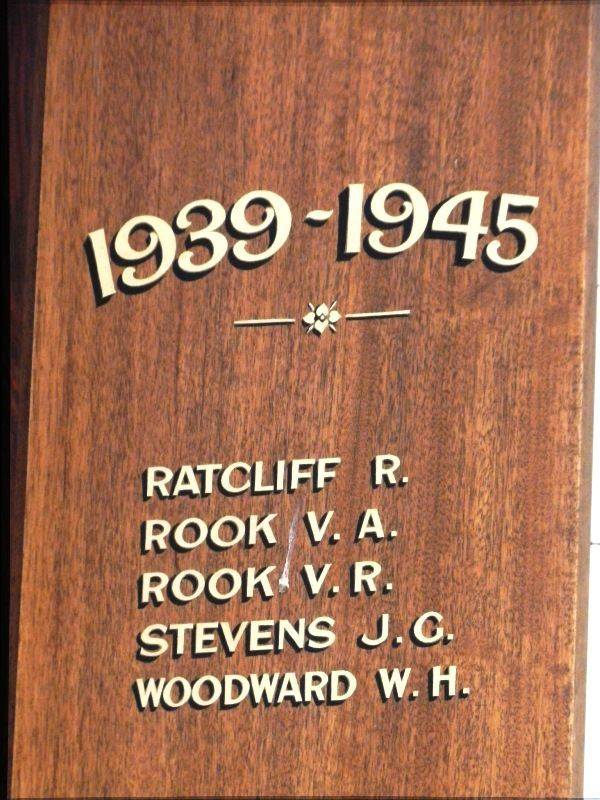 1939-1945
RATCLIFF R.
ROOK V. A.
ROOK V. R.
STEVENS J. G.
WOODWARD W. H.